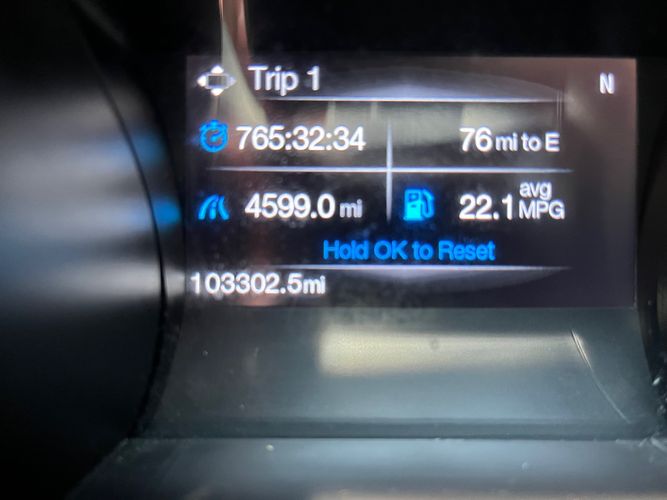 Trip 1 N
765:32:34 76 mi to E
4599.0 mi 22.1 avg MPG
Hold OK to Reset
103302.5mi